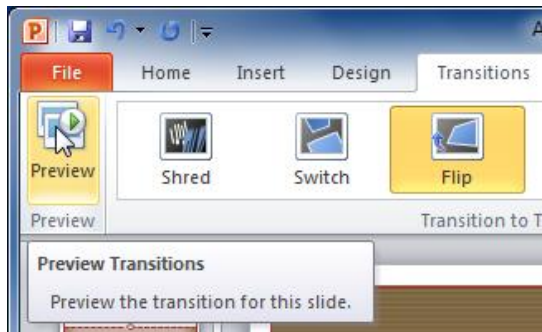 P
A
File Home Insert Design Transitions
Preview Shred Switch Flip
Preview Transition to T
Preview Transitions
Preview the transition for this slide.